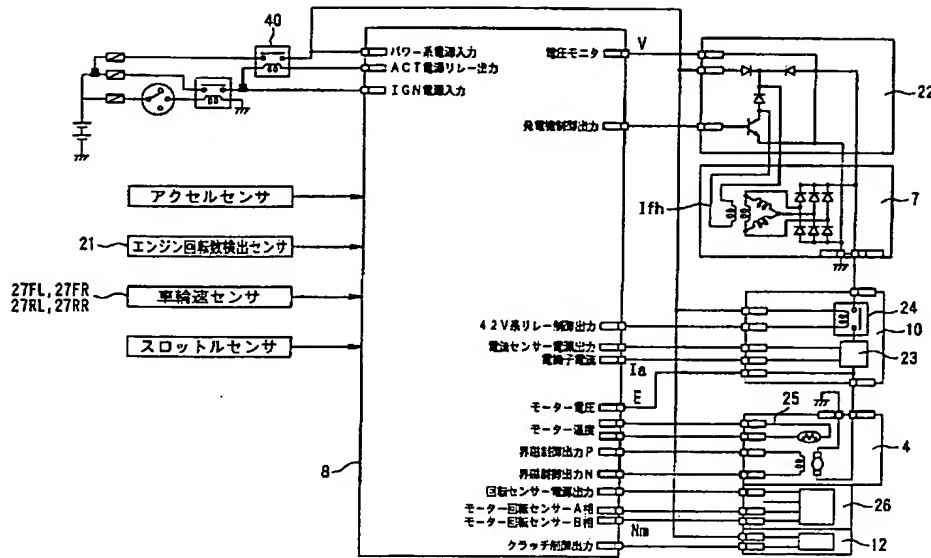 40
パワー系電源入力
ACT電源リレー出力
IGN電源入力
電圧モニタ
V
22
発電機制御出力
アクセルセンサ
Ifh
7
21
エンジン回転数検出センサ
27FL,27FR
27RL,27RR
車輪速センサ
24
10
42V系リレー制御出力
スロットルセンサ
電流センサー電源出力
電機子電流
Ia
23
E
モーター電圧
25
モーター温度
8
界磁制御出力P
4
界磁制御出力N
回転センサー電源出力
モーター回転センサーA相
26
モーター回転センサーB相
Nm
クラッチ制御出力
12